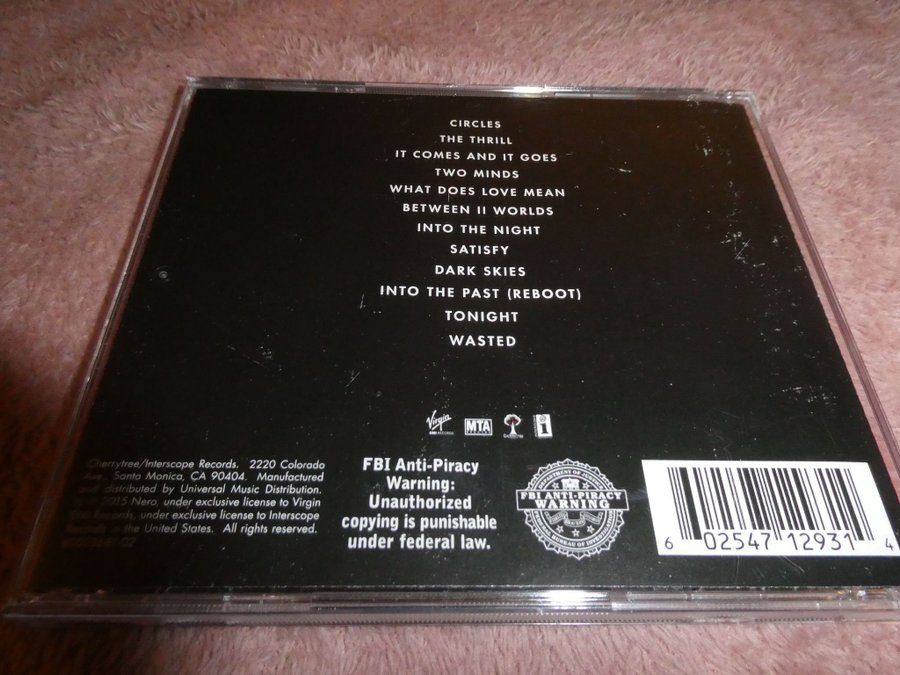 CIRCLES
THE THRILL
IT COMES AND IT GOES
TWO MINDS
WHAT DOES LOVE MEAN
BETWEEN II WORLDS
INTO THE NIGHT
SATISFY
DARK SKIES
INTO THE PAST (REBOOT)
TONIGHT
WASTED
Virgin
MTA
i
Cherrytree/Interscope Records. 2220 Colorado
Ave., Santa Monica, CA 90404. Manufactured
and distributed by Universal Music Distribution.
2015 Nero, under exclusive license to Virgin
Records, under exclusive license to Interscope
Records in the United States. All rights reserved.
FBI Anti-Piracy
Warning:
Unauthorized
copying is punishable
under federal law.
FBI ANTI-PIRACY
WARNING
BUREAU OF INVESTIGATION
6 02547 12931 4